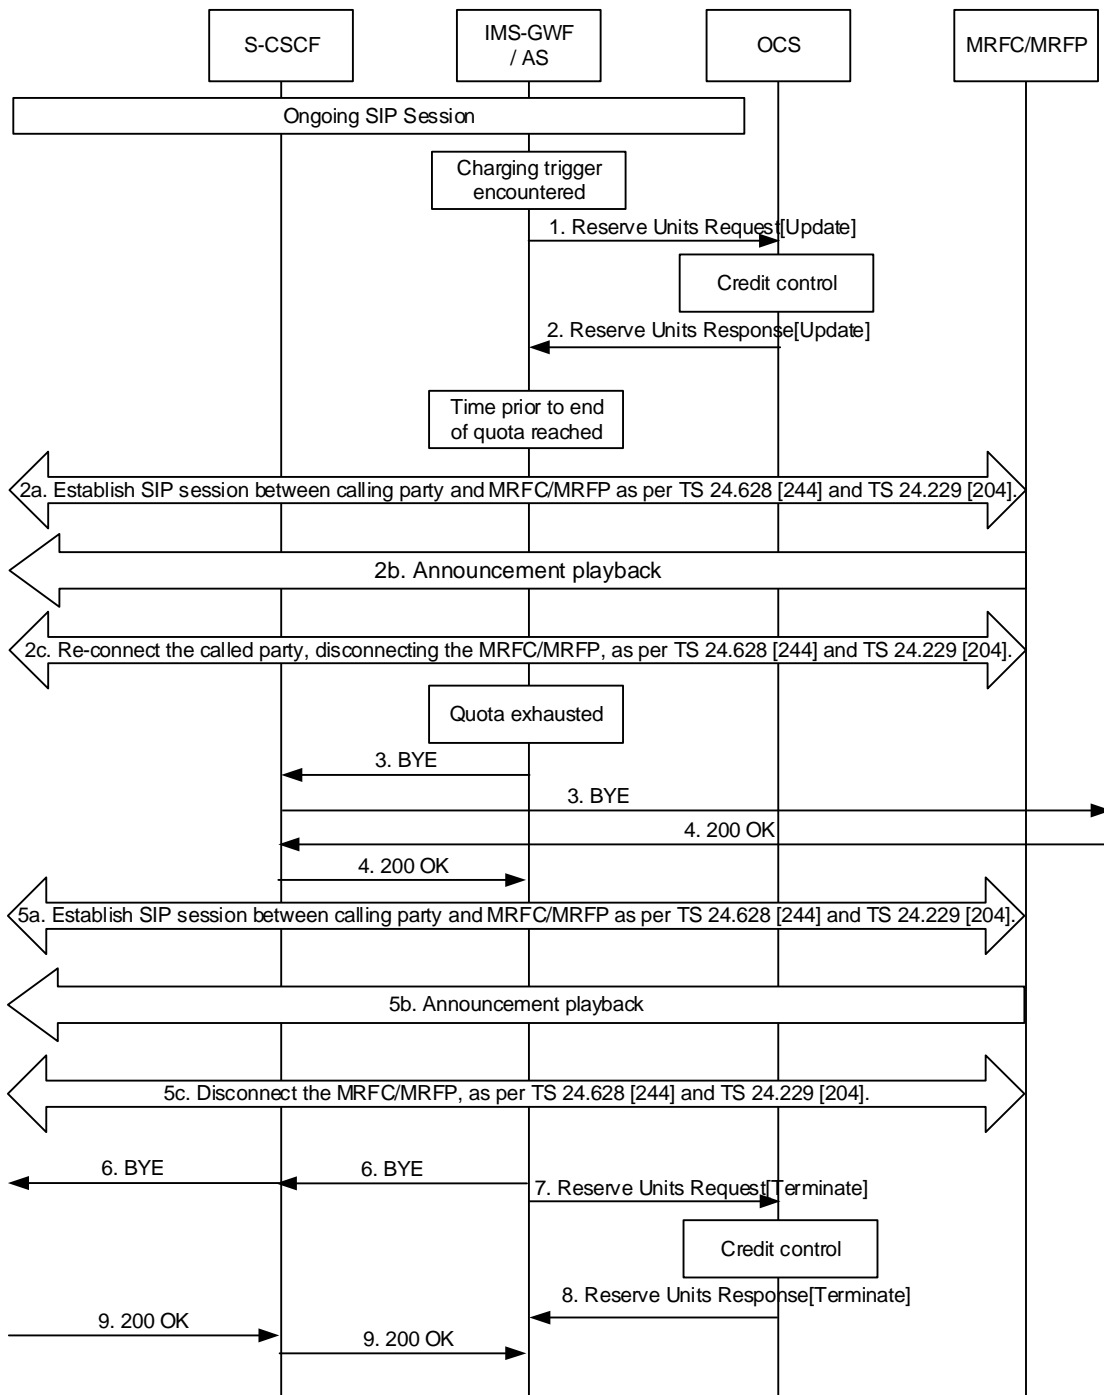 S-CSCF
IMS-GWF
/ AS
OCS
MRFC/MRFP
Ongoing SIP Session
Charging trigger
encountered
1. Reserve Units Request[Update]
Credit control
2. Reserve Units Response[Update]
Time prior to end
of quota reached
2a. Establish SIP session between calling party and MRFC/MRFP as per TS 24.628 [244] and TS 24.229 [204].
2b. Announcement playback
2c. Re-connect the called party, disconnecting the MRFC/MRFP, as per TS 24.628 [244] and TS 24.229 [204].
Quota exhausted
3. BYE
3. BYE
4. 200 OK
4. 200 OK
5a. Establish SIP session between calling party and MRFC/MRFP as per TS 24.628 [244] and TS 24.229 [204].
5b. Announcement playback
5c. Disconnect the MRFC/MRFP, as per TS 24.628 [244] and TS 24.229 [204].
6. BYE
6. BYE
7. Reserve Units Request[Terminate]
Credit control
8. Reserve Units Response[Terminate]
9. 200 OK
9. 200 OK